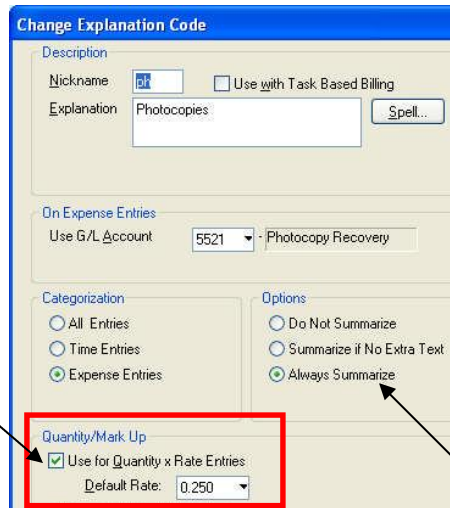 Change Explanation Code
Description
Nickname ph Use with Task Based Billing
Explanation Photocopies Spell...
On Expense Entries
Use G/L Account 5521 - Photocopy Recovery
Categorization
All Entries
Time Entries
Expense Entries
Options
Do Not Summarize
Summarize if No Extra Text
Always Summarize
Quantity/Mark Up
Use for Quantity x Rate Entries
Default Rate: 0.250